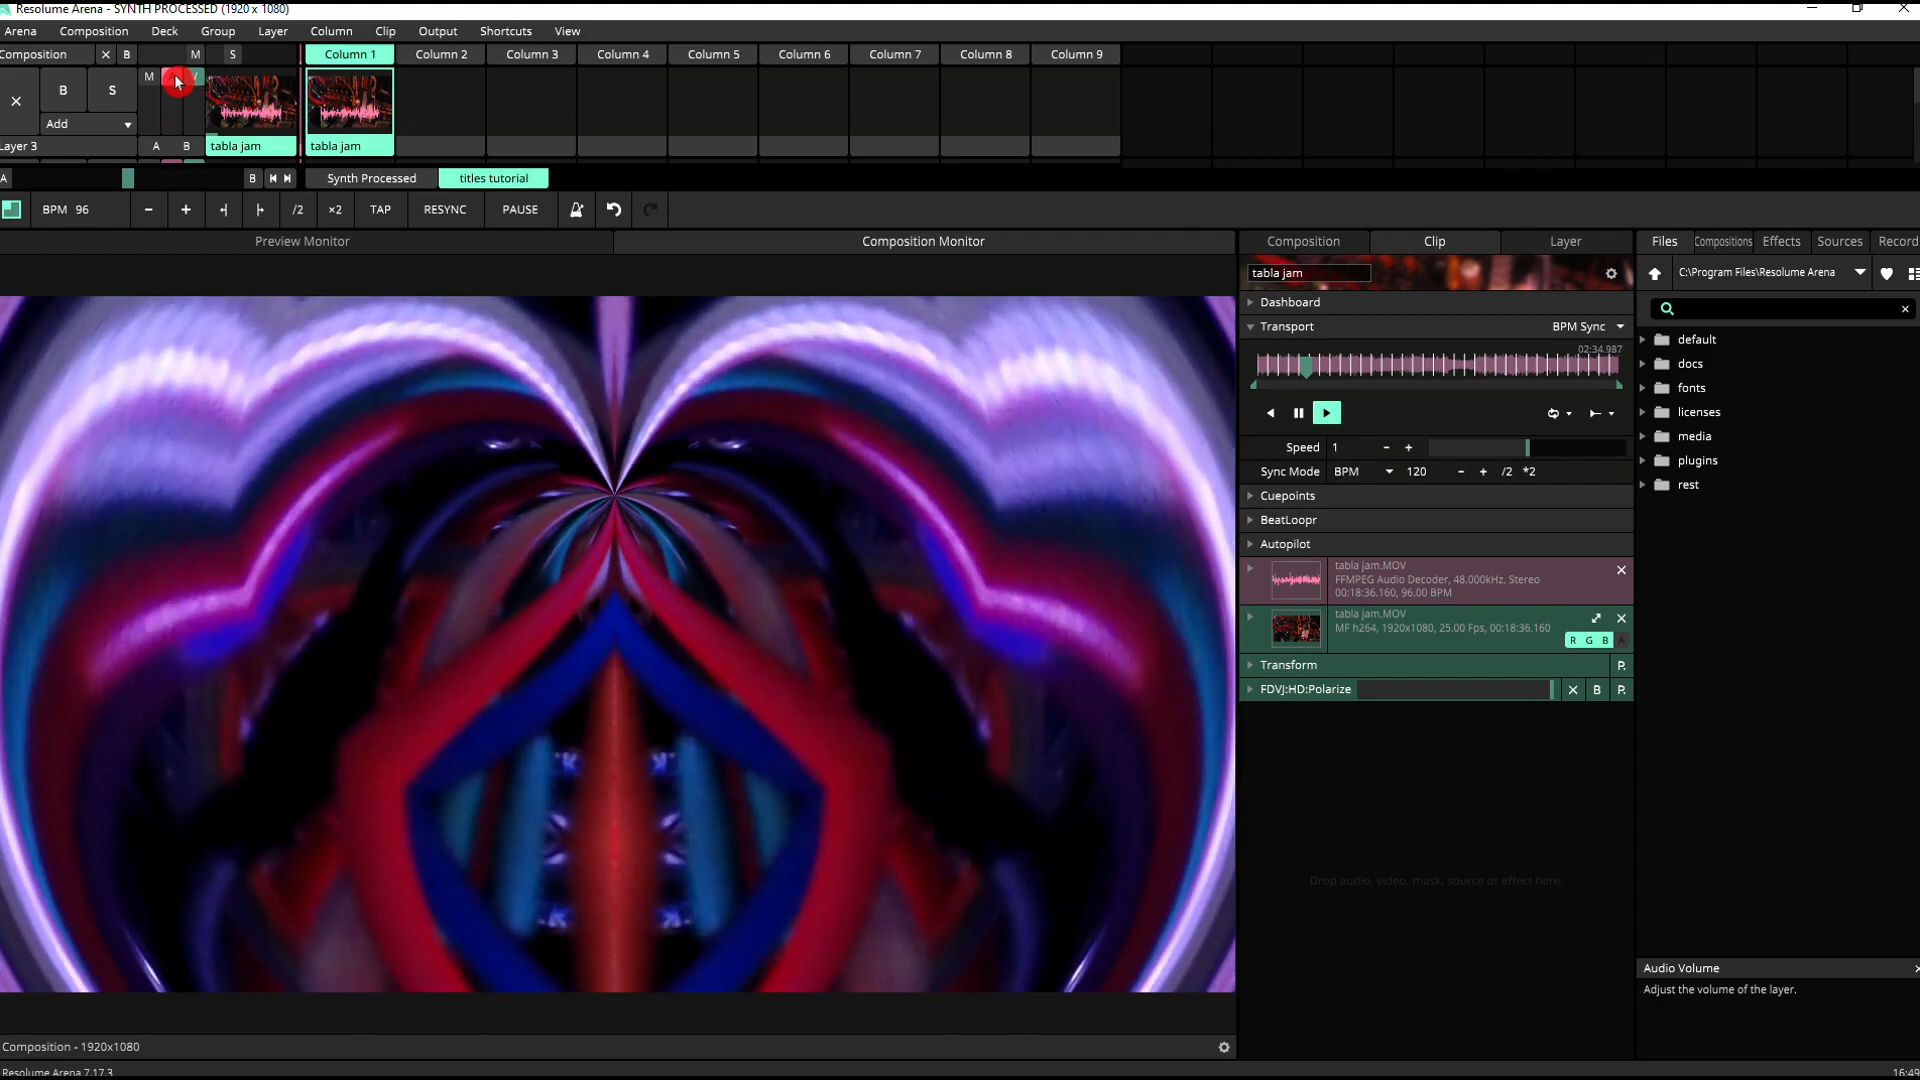 Resolume Arena - SYNTH PROCESSED (1920 x 1080)
Arena Composition Deck Group Layer Column Clip Output Shortcuts View
Composition X B M S Column 1 Column 2 Column 3 Column 4 Column 5 Column 6 Column 7 Column 8 Column 9
B S M V
Add
Layer 3 A B tabla jam tabla jam
A B Synth Processed titles tutorial
BPM 96 − + /2 ×2 TAP RESYNC PAUSE
Preview Monitor Composition Monitor
Composition Clip Layer
Files Compositions Effects Sources Record
tabla jam
C:\Program Files\Resolume Arena
Dashboard
Transport BPM Sync
02:34.987
Speed 1 − +
Sync Mode BPM 120 − + /2 *2
Cuepoints
BeatLoopr
Autopilot
tabla jam.MOV
FFMPEG Audio Decoder, 48.000kHz, Stereo
00:18:36.160, 96.00 BPM
tabla jam.MOV
MF h264, 1920x1080, 25.00 Fps, 00:18:36.160
R G B A
Transform P.
FDVJ:HD:Polarize X B P.
Drop audio, video, mask, source or effect here.
default
docs
fonts
licenses
media
plugins
rest
Audio Volume
Adjust the volume of the layer.
Composition - 1920x1080
Resolume Arena 7.17.3
16:49